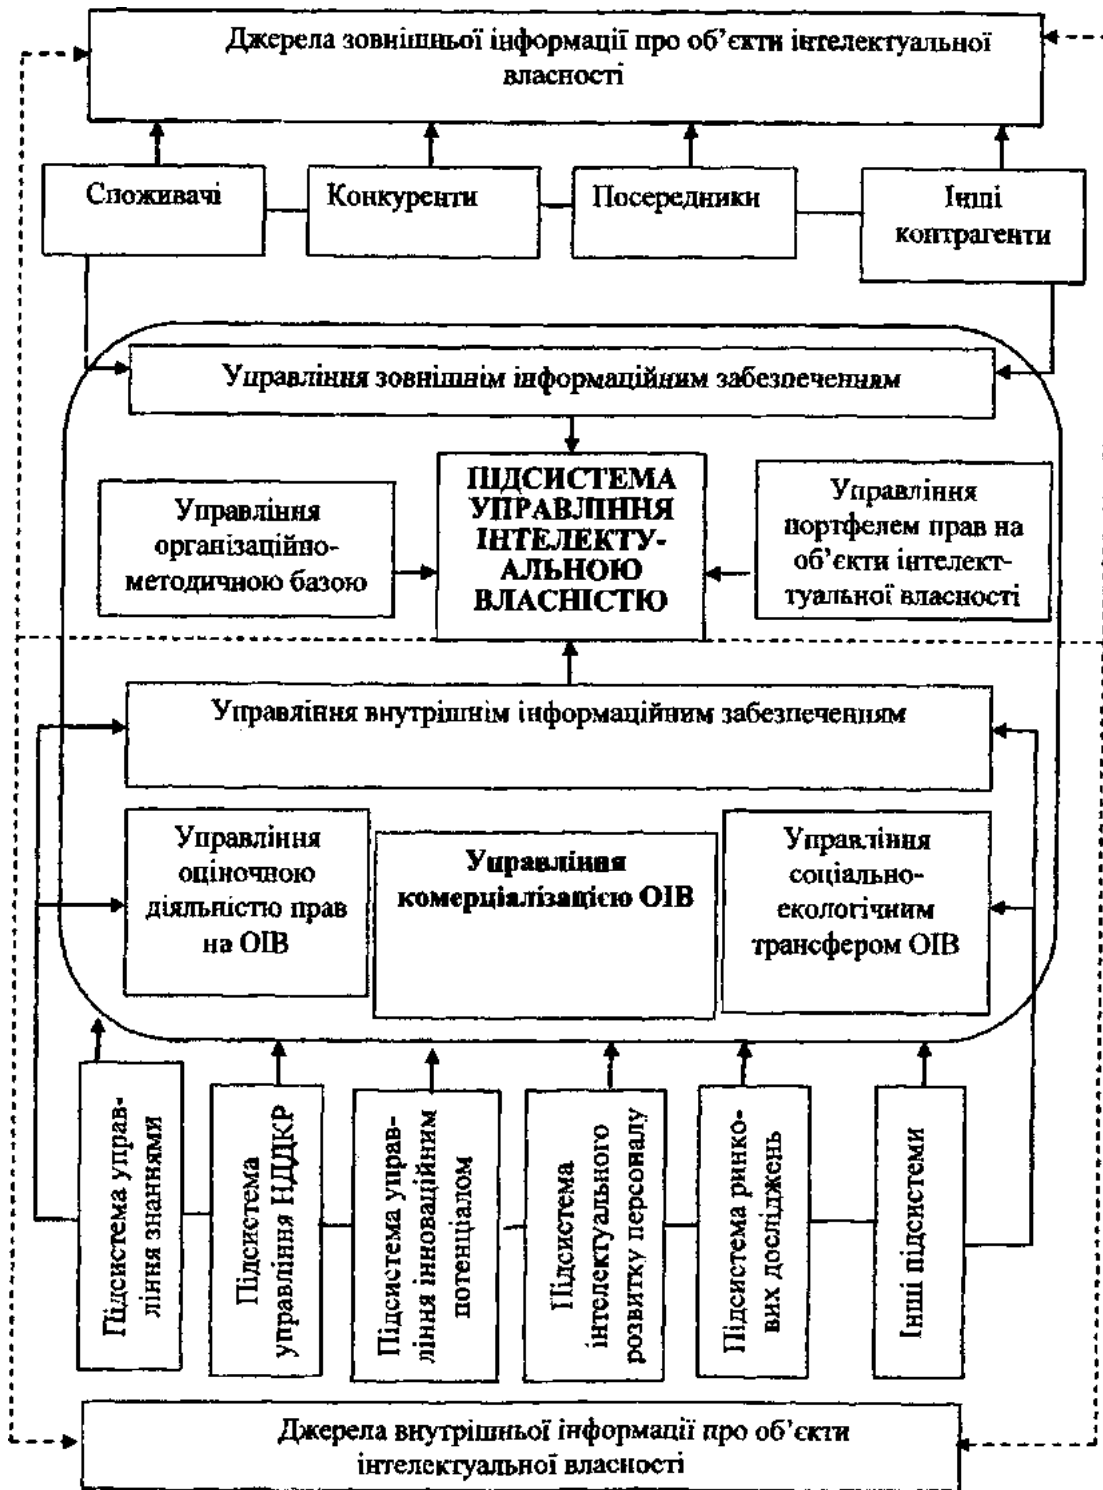 Джерела зовнішньої інформації про об’єкти інтелектуальної
власності
Споживачі
Конкуренти
Посередники
Інші
контрагенти
Управління зовнішнім інформаційним забезпеченням
Управління
організаційно-
методичною базою
ПІДСИСТЕМА
УПРАВЛІННЯ
ІНТЕЛЕКТУ-
АЛЬНОЮ
ВЛАСНІСТЮ
Управління
портфелем прав на
об’єкти інтелек-
туальної власності
Управління внутрішнім інформаційним забезпеченням
Управління
оціночною
діяльністю прав
на ОІВ
Управління
комерціалізацією ОІВ
Управління
соціально-
екологічним
трансфером ОІВ
Підсистема управ-
ління знаннями
Підсистема
управління НДДКР
Підсистема управ-
ління інноваційним
потенціалом
Підсистема
інтелектуального
розвитку персоналу
Підсистема ринко-
вих досліджень
Інші підсистеми
Джерела внутрішньої інформації про об’єкти
інтелектуальної власності